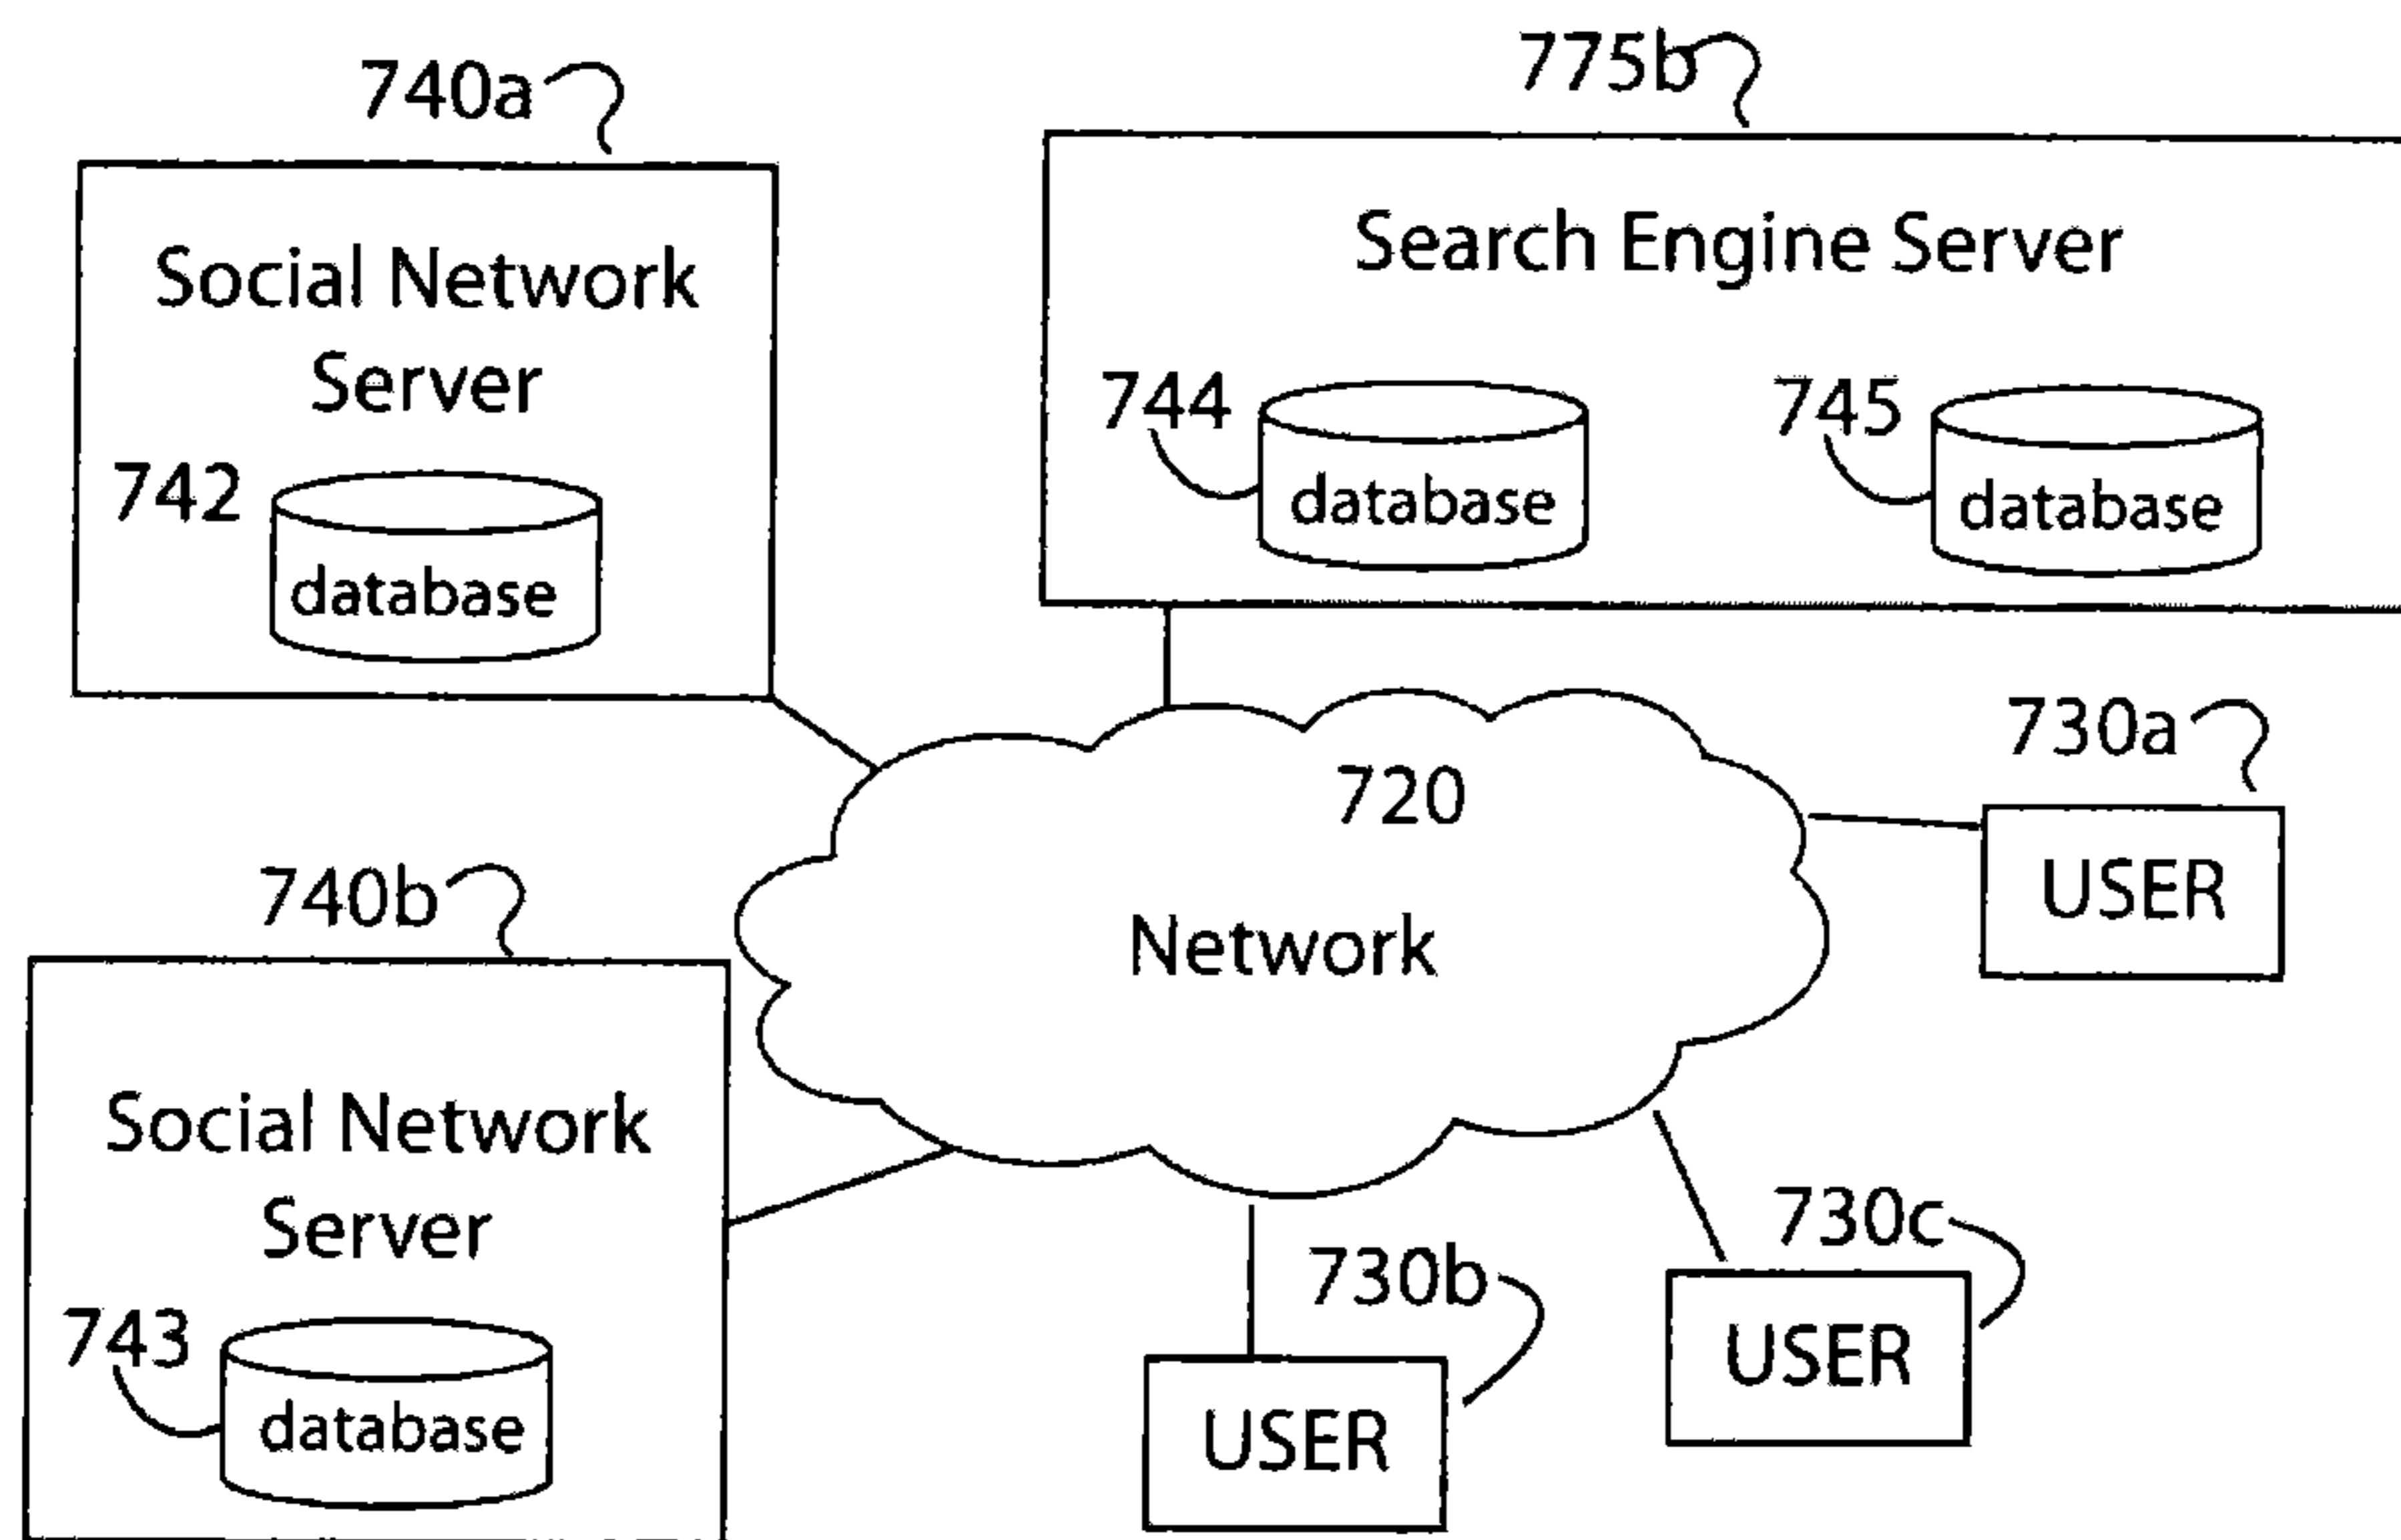 740a
Social Network
Server
742
database
775b
Search Engine Server
744
database
745
database
720
Network
730a
USER
740b
Social Network
Server
743
database
730b
USER
730c
USER